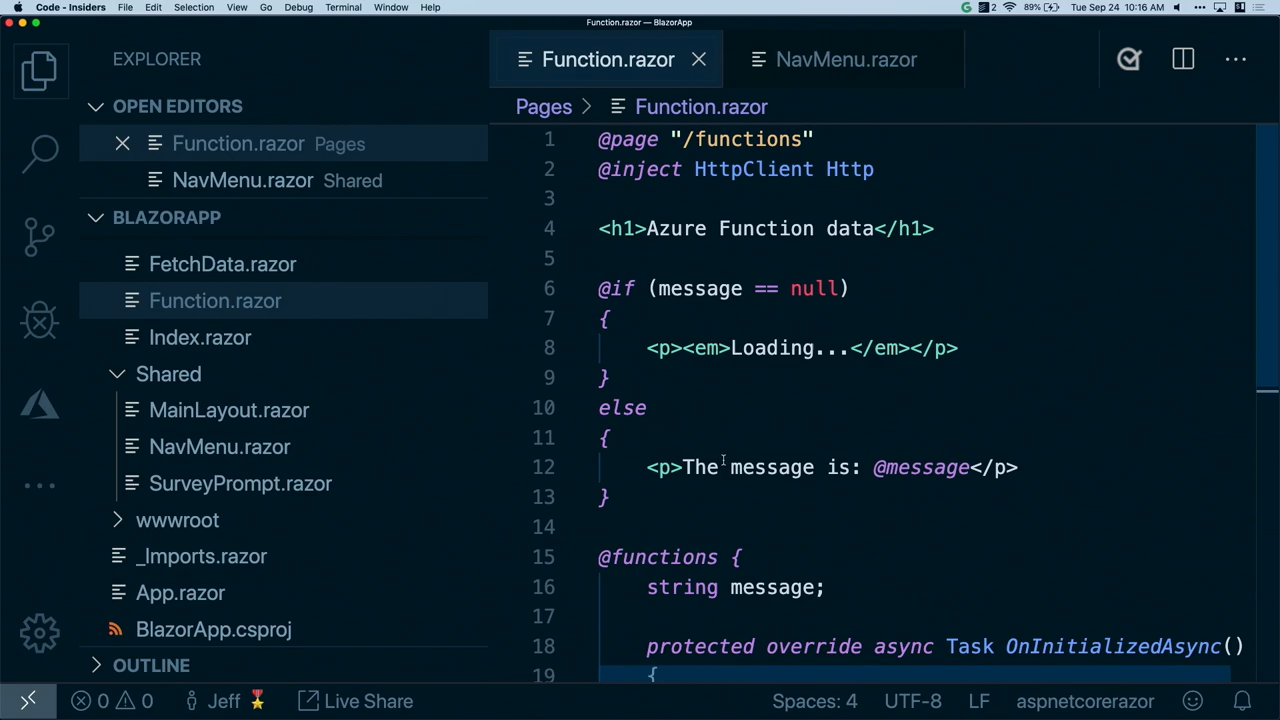 Code - Insiders File Edit Selection View Go Debug Terminal Window Help 2 89% Tue Sep 24 10:16 AM
Function.razor — BlazorApp
EXPLORER
OPEN EDITORS
Function.razor Pages
NavMenu.razor Shared
BLAZORAPP
FetchData.razor
Function.razor
Index.razor
Shared
MainLayout.razor
NavMenu.razor
SurveyPrompt.razor
wwwroot
_Imports.razor
App.razor
BlazorApp.csproj
OUTLINE
Function.razor NavMenu.razor ...
Pages > Function.razor
1 @page "/functions"
2 @inject HttpClient Http
3
4 <h1>Azure Function data</h1>
5
6 @if (message == null)
7 {
8 <p><em>Loading...</em></p>
9 }
10 else
11 {
12 <p>The message is: @message</p>
13 }
14
15 @functions {
16 string message;
17
18 protected override async Task OnInitializedAsync()
19 {
0 0 Jeff Live Share Spaces: 4 UTF-8 LF aspnetcorerazor